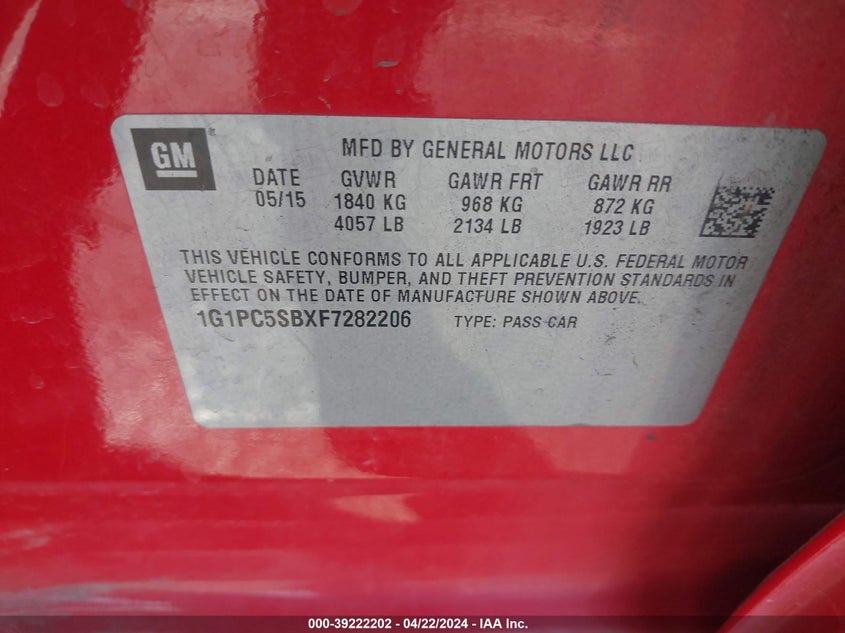 GM
MFD BY GENERAL MOTORS LLC
DATE GVWR GAWR FRT GAWR RR
05/15 1840 KG 968 KG 872 KG
4057 LB 2134 LB 1923 LB
THIS VEHICLE CONFORMS TO ALL APPLICABLE U.S. FEDERAL MOTOR
VEHICLE SAFETY, BUMPER, AND THEFT PREVENTION STANDARDS IN
EFFECT ON THE DATE OF MANUFACTURE SHOWN ABOVE.
1G1PC5SBXF7282206 TYPE: PASS CAR
000-39222202 - 04/22/2024 - IAA Inc.